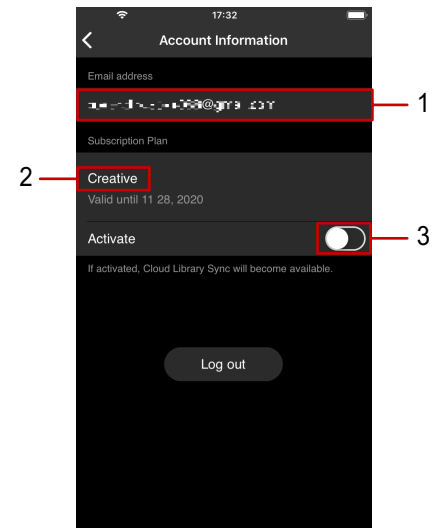 17:32
Account Information
Email address
1
Subscription Plan
2
Creative
Valid until 11 28, 2020
Activate
3
If activated, Cloud Library Sync will become available.
Log out